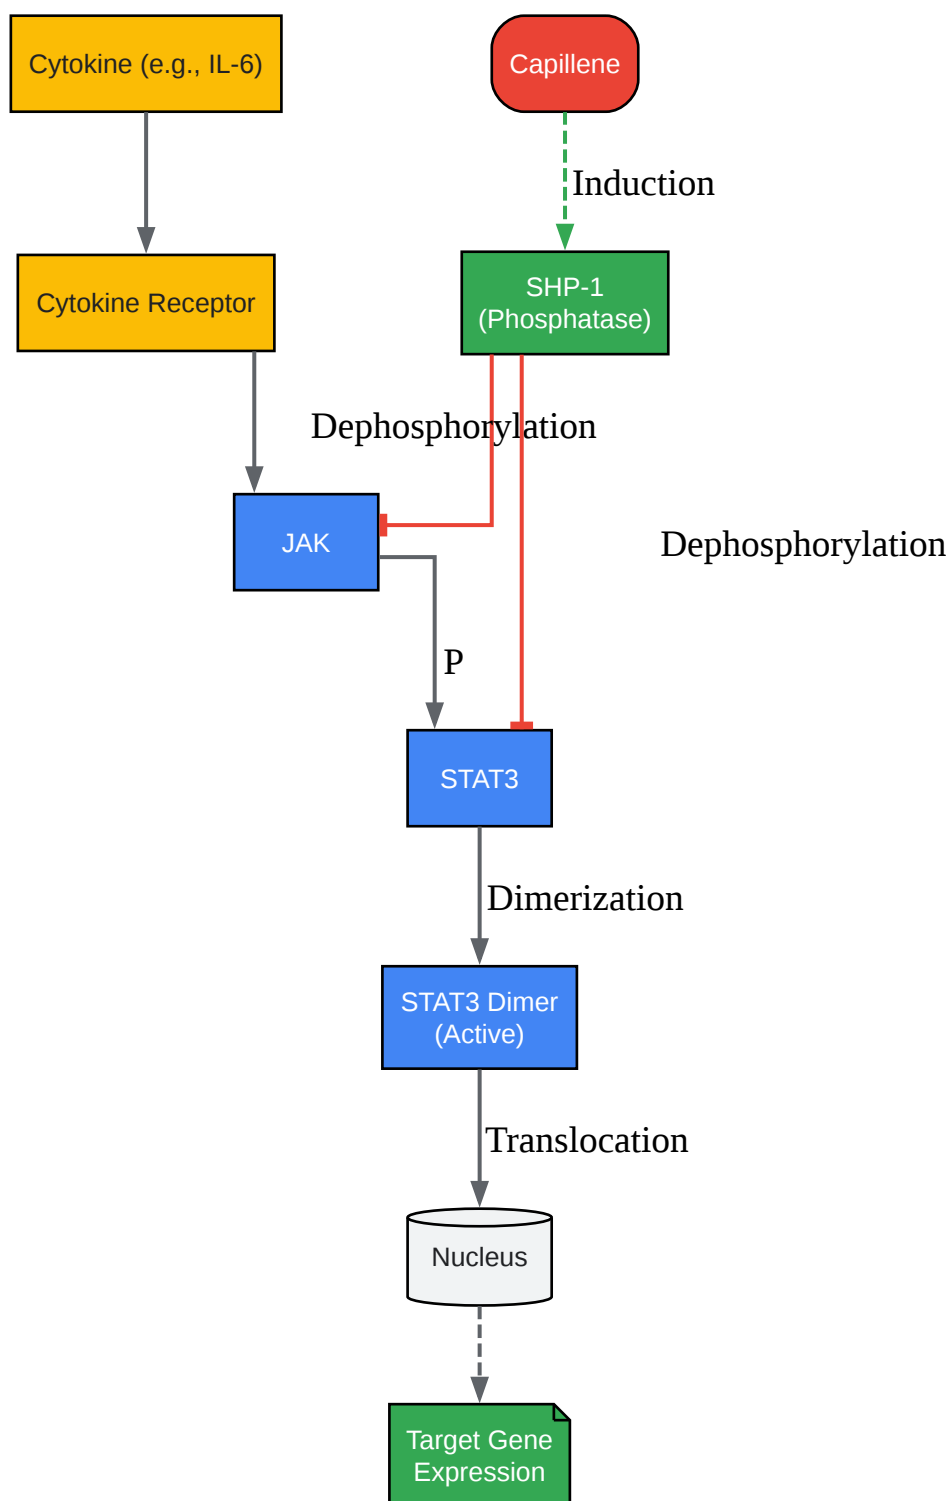 Cytokine (e.g., IL-6)
Capillene
Induction
Cytokine Receptor
SHP-1
(Phosphatase)
Dephosphorylation
JAK
Dephosphorylation
P
STAT3
Dimerization
STAT3 Dimer
(Active)
Translocation
Nucleus
Target Gene
Expression